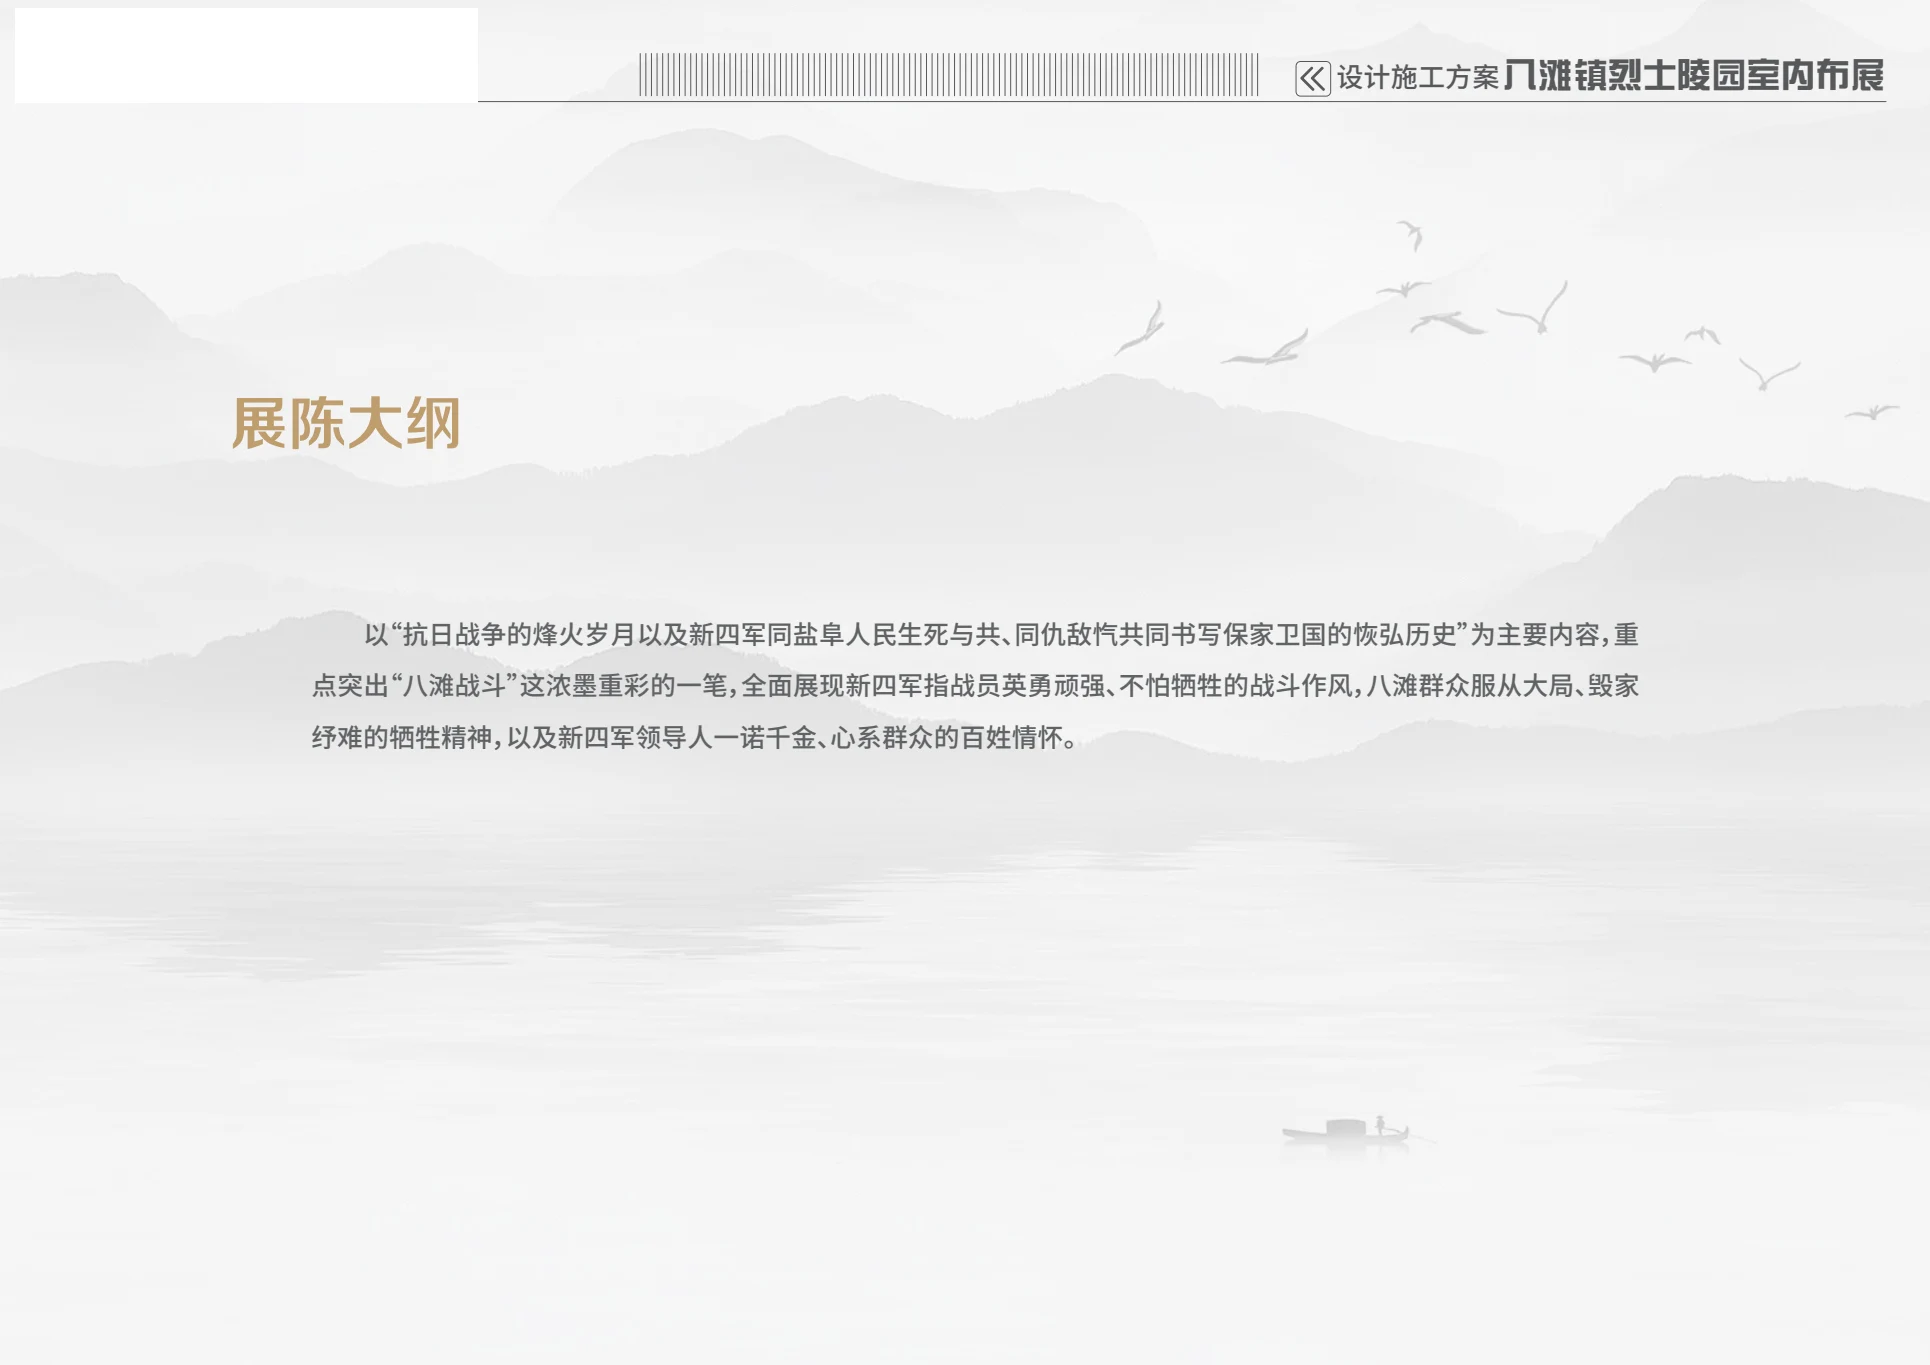 设计施工方案 八滩镇烈士陵园室内布展
展陈大纲
以“抗日战争的烽火岁月以及新四军同盐阜人民生死与共、同仇敌忾共同书写保家卫国的恢弘历史”为主要内容，重
点突出“八滩战斗”这浓墨重彩的一笔，全面展现新四军指战员英勇顽强、不怕牺牲的战斗作风，八滩群众服从大局、毁家
纾难的牺牲精神，以及新四军领导人一诺千金、心系群众的百姓情怀。